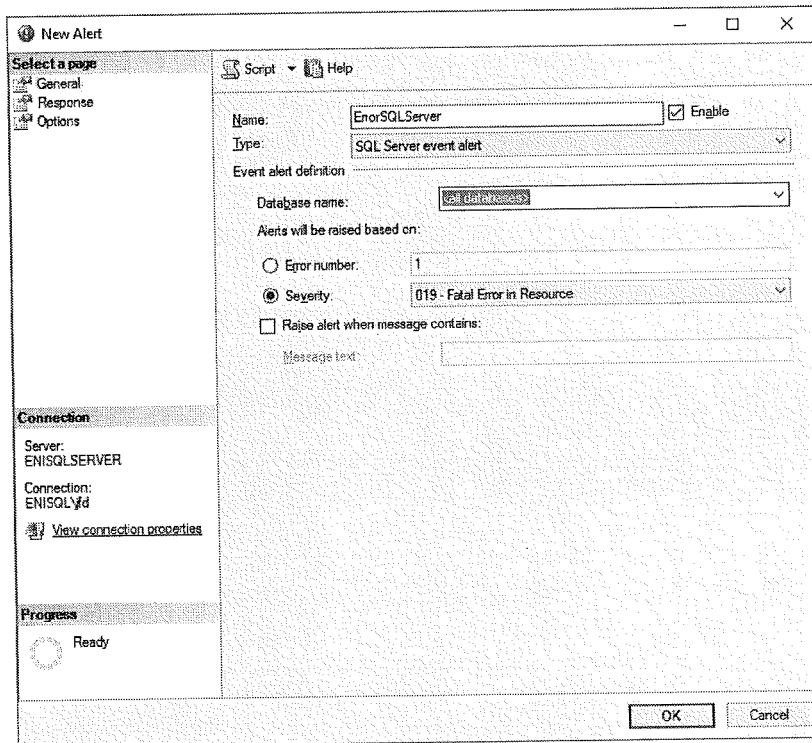 New Alert
Select a page
General
Response
Options
Script
Help
Name:
ErrorSQLServer
Enable
Type:
SQL Server event alert
Event alert definition
Database name:
<all databases>
Alerts will be raised based on:
Error number:
1
Severity:
019 - Fatal Error in Resource
Raise alert when message contains:
Message text:
Connection
Server:
ENISQLSERVER
Connection:
View connection properties
Progress
Ready
OK
Cancel